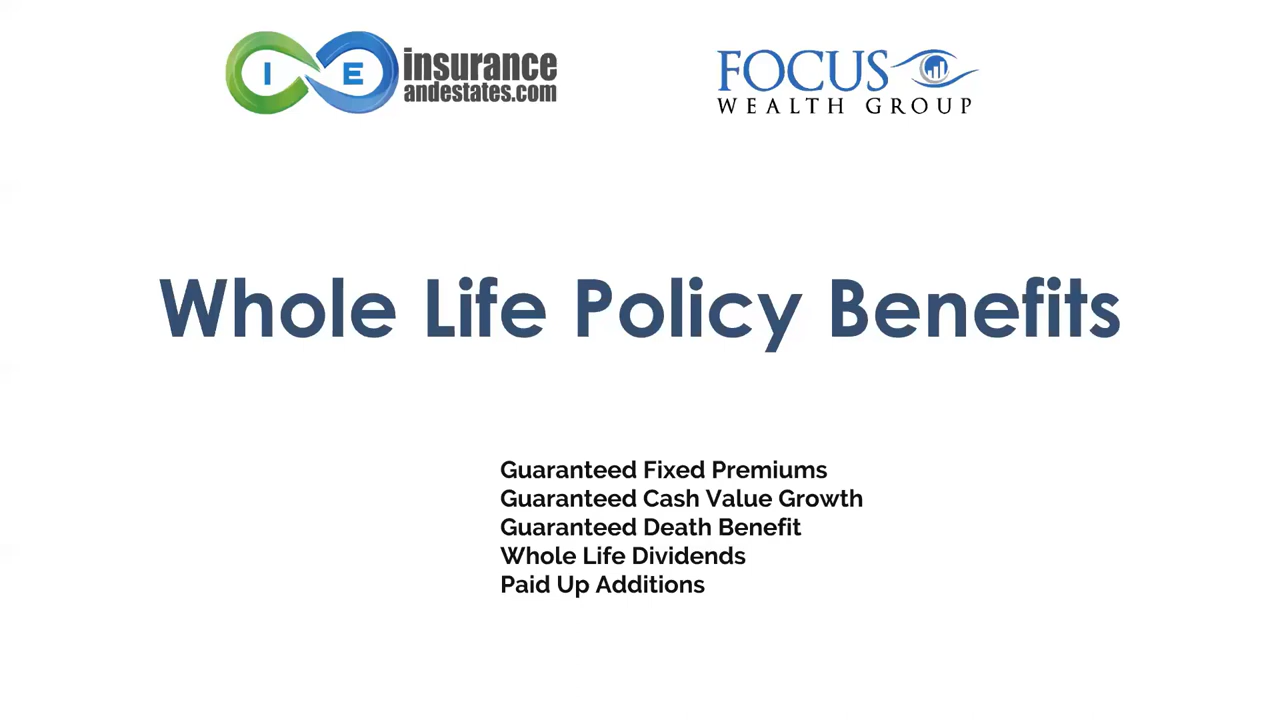 I E insurance
andestates.com
FOCUS
WEALTH GROUP
Whole Life Policy Benefits
Guaranteed Fixed Premiums
Guaranteed Cash Value Growth
Guaranteed Death Benefit
Whole Life Dividends
Paid Up Additions